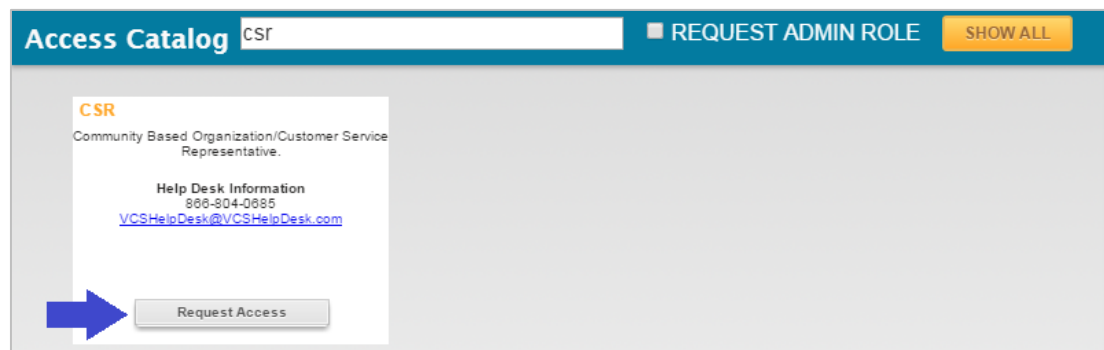 Access Catalog csr REQUEST ADMIN ROLE SHOW ALL
CSR
Community Based Organization/Customer Service
Representative.
Help Desk Information
866-804-0685
VCSHelpDesk@VCSHelpDesk.com
Request Access